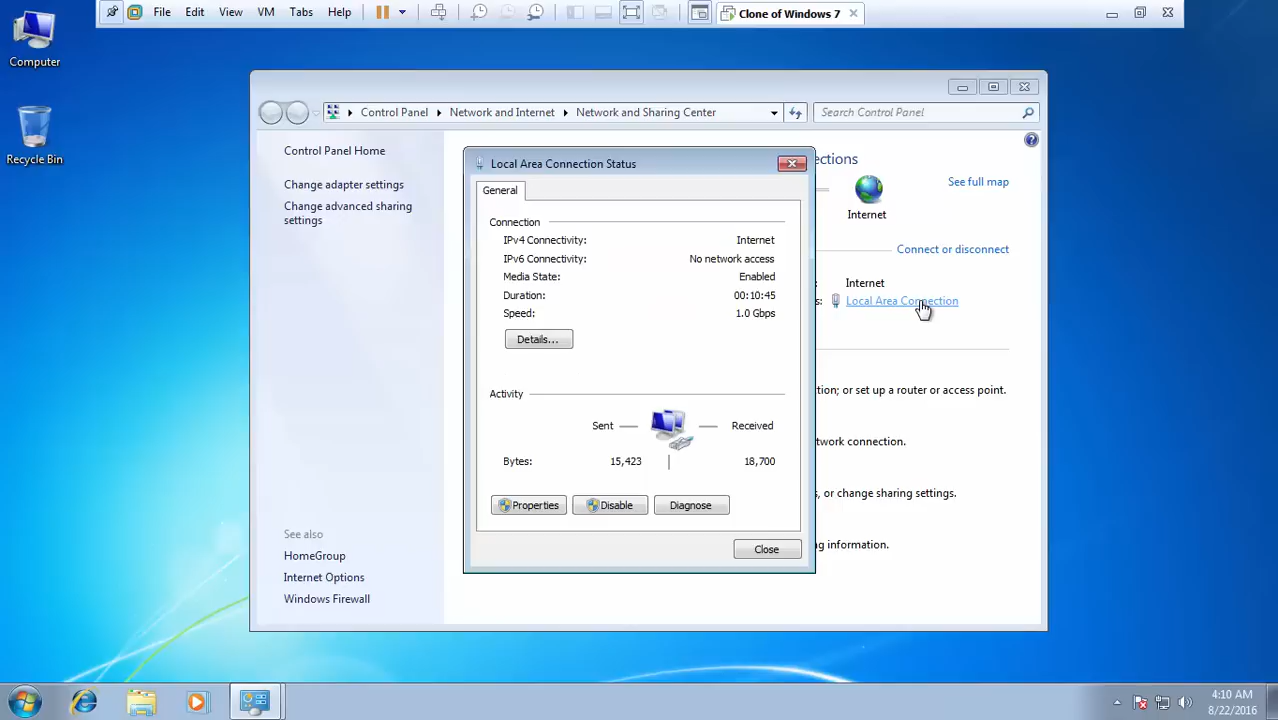 File Edit View VM Tabs Help
Clone of Windows 7
Computer
Recycle Bin
Control Panel Network and Internet Network and Sharing Center
Search Control Panel
Control Panel Home
Change adapter settings
Change advanced sharing
settings
See also
HomeGroup
Internet Options
Windows Firewall
Local Area Connection Status
General
Connection
IPv4 Connectivity: Internet
IPv6 Connectivity: No network access
Media State: Enabled
Duration: 00:10:45
Speed: 1.0 Gbps
Details...
Activity
Sent Received
Bytes: 15,423 18,700
Properties Disable Diagnose
Close
See full map
Internet
Connect or disconnect
Internet
Local Area Connection
or set up a router or access point.
connection.
, or change sharing settings.
information.
4:10 AM
8/22/2016